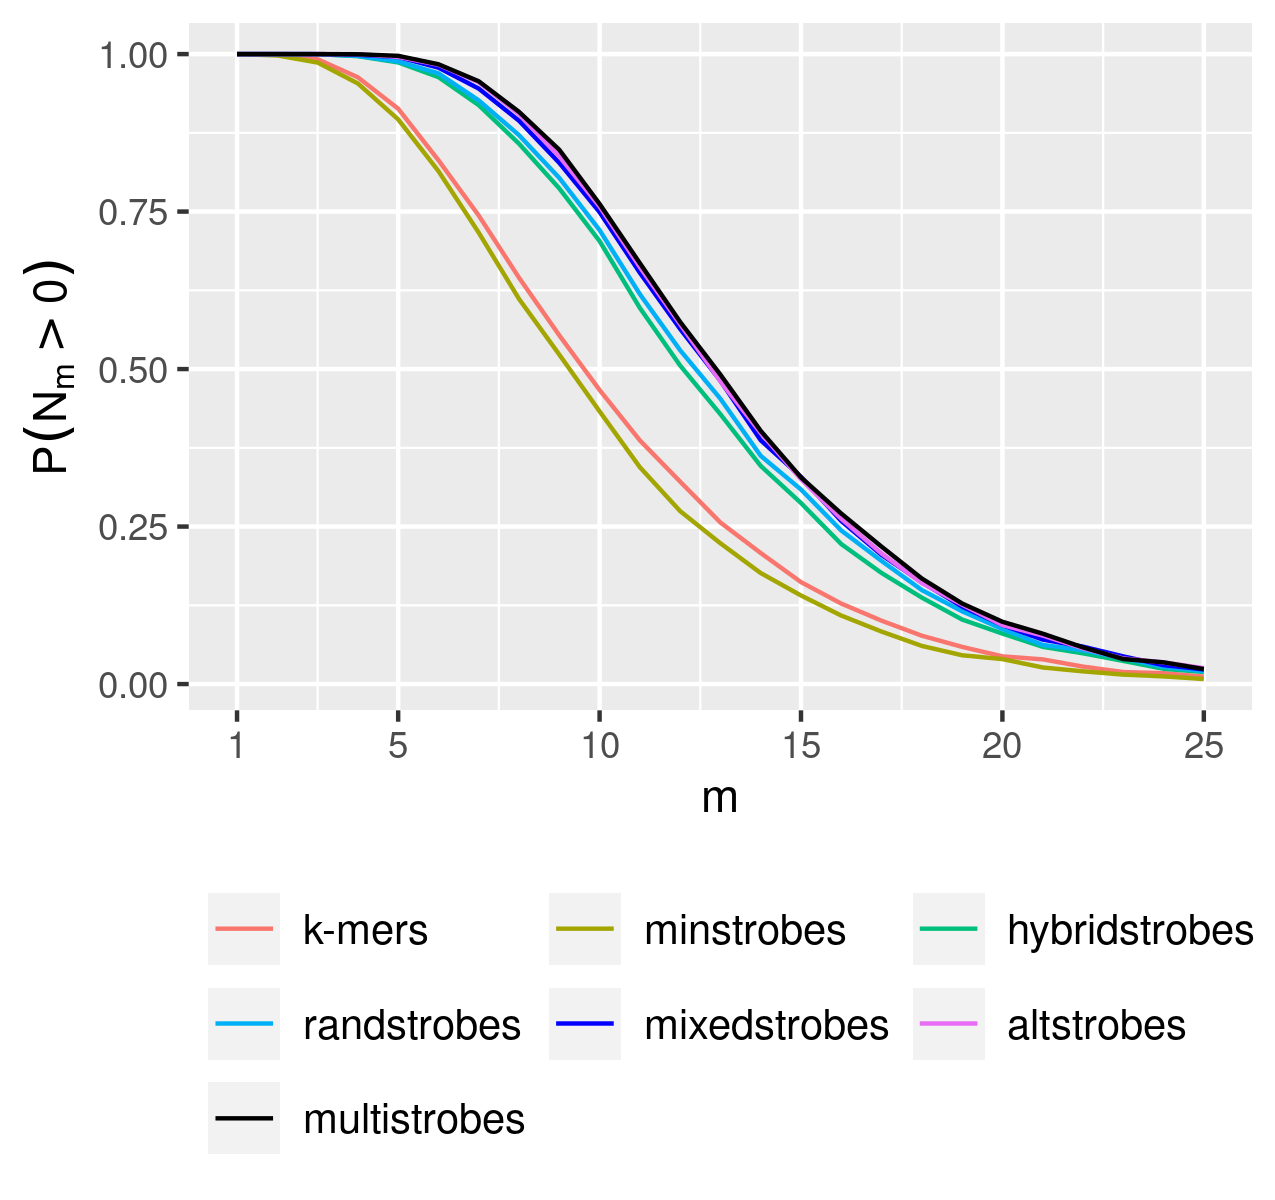 1.00
0.75
0.50
0.25
0.00
P(Nm > 0)
1 5 10 15 20 25
m
k-mers minstrobes hybridstrobes
randstrobes mixedstrobes altstrobes
multistrobes